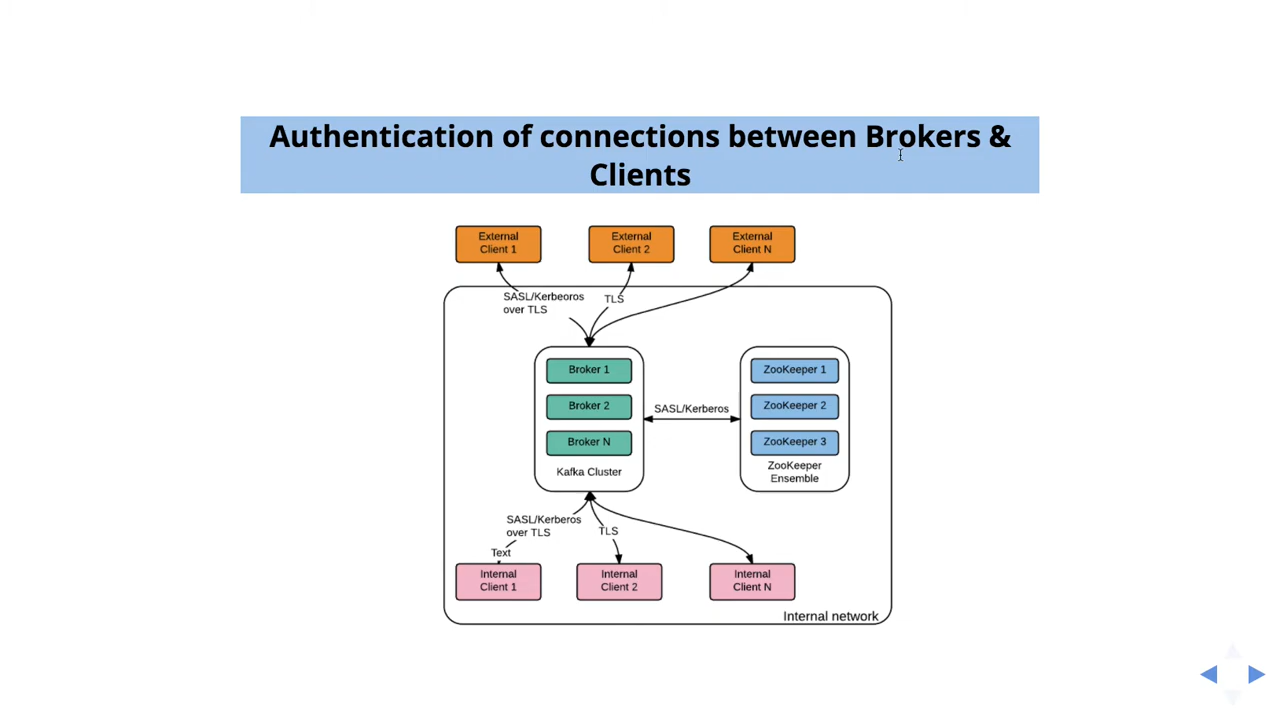 Authentication of connections between Brokers &
Clients
External
Client 1
External
Client 2
External
Client N
SASL/Kerbeoros
over TLS
TLS
Broker 1
Broker 2
Broker N
Kafka Cluster
SASL/Kerberos
ZooKeeper 1
ZooKeeper 2
ZooKeeper 3
ZooKeeper
Ensemble
SASL/Kerberos
over TLS
TLS
Text
Internal
Client 1
Internal
Client 2
Internal
Client N
Internal network